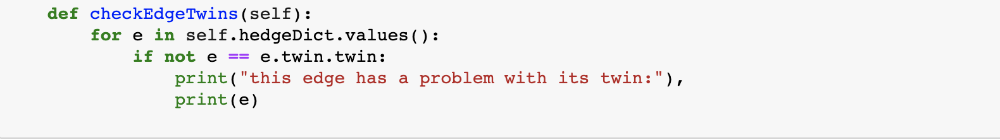 def checkEdgeTwins(self):
    for e in self.hedgeDict.values():
        if not e == e.twin.twin:
            print("this edge has a problem with its twin:"),
            print(e)